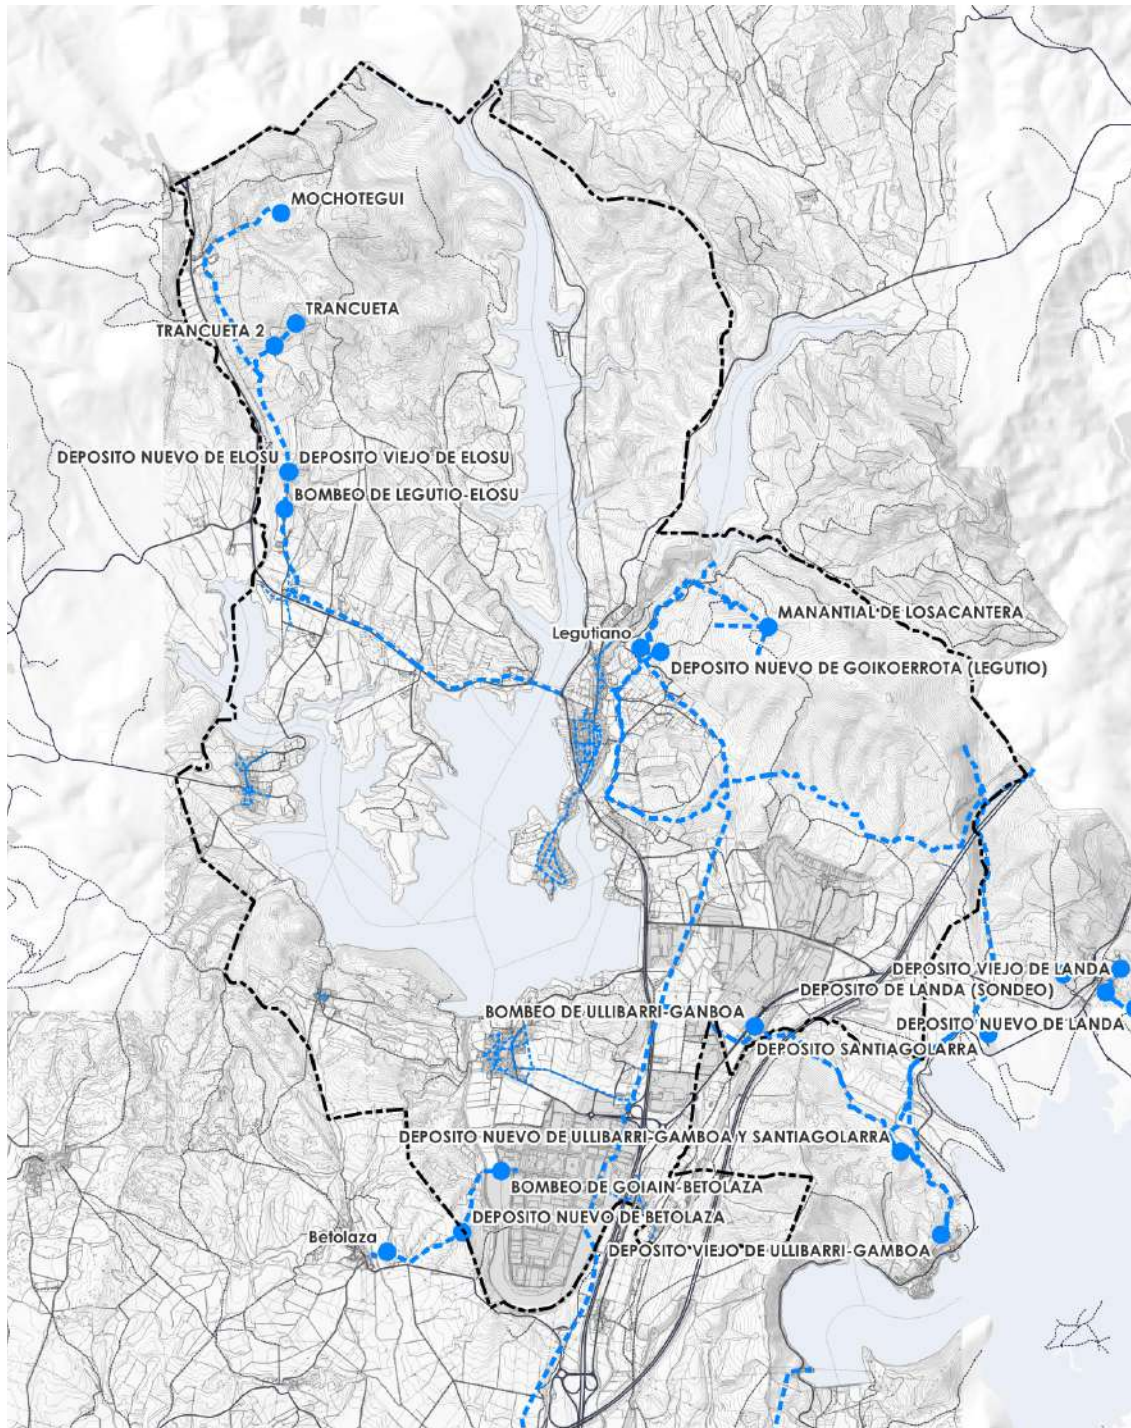 MOCHOTEGUI
TRANCUETA
TRANCUETA 2
DEPOSITO NUEVO DE ELOSU
DEPOSITO VIEJO DE ELOSU
BOMBEO DE LEGUTIO-ELOSU
MANANTIAL DE LOSACANTERA
Legutiano
DEPOSITO NUEVO DE GOIKOERROTA (LEGUTIO)
DEPOSITO VIEJO DE LANDA
DEPOSITO DE LANDA (SONDEO)
BOMBEO DE ULLIBARRI-GANBOA
DEPOSITO NUEVO DE LANDA
DEPOSITO SANTIAGOLARRA
DEPOSITO NUEVO DE ULLIBARRI-GAMBOA Y SANTIAGOLARRA
BOMBEO DE GOIAIN-BETOLAZA
DEPOSITO NUEVO DE BETOLAZA
Betolaza
DEPOSITO VIEJO DE ULLIBARRI-GAMBOA